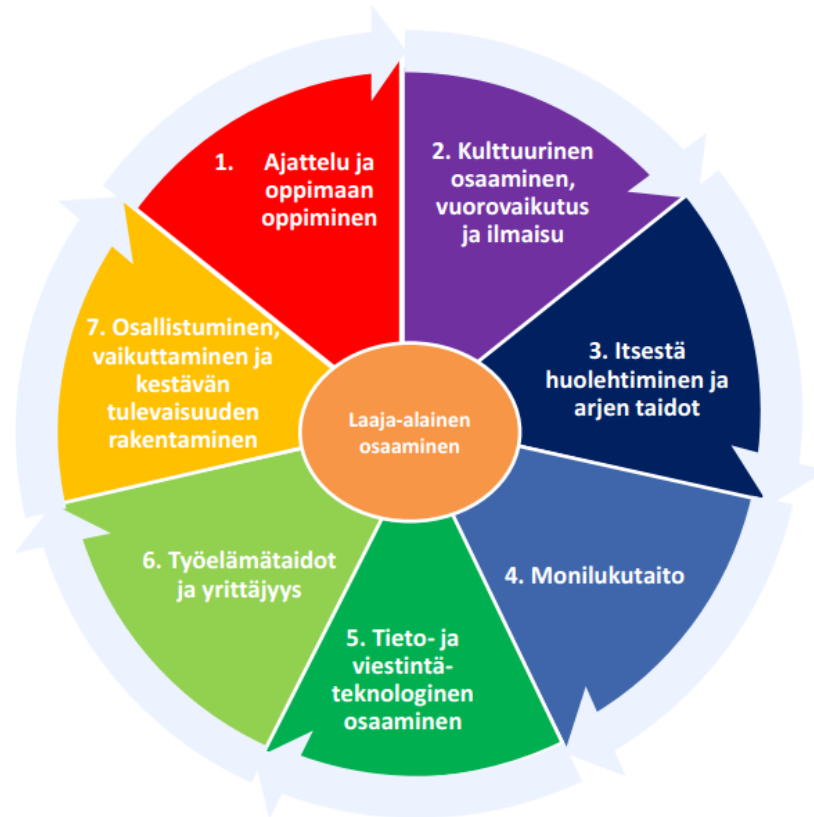 1. Ajattelu ja
oppimaan
oppiminen
2. Kulttuurinen
osaaminen,
vuorovaikutus
ja ilmaisu
3. Itsestä
huolehtiminen ja
arjen taidot
4. Monilukutaito
5. Tieto- ja
viestintä-
teknologinen
osaaminen
6. Työelämätaidot
ja yrittäjyys
7. Osallistuminen,
vaikuttaminen ja
kestävän
tulevaisuuden
rakentaminen
Laaja-alainen
osaaminen